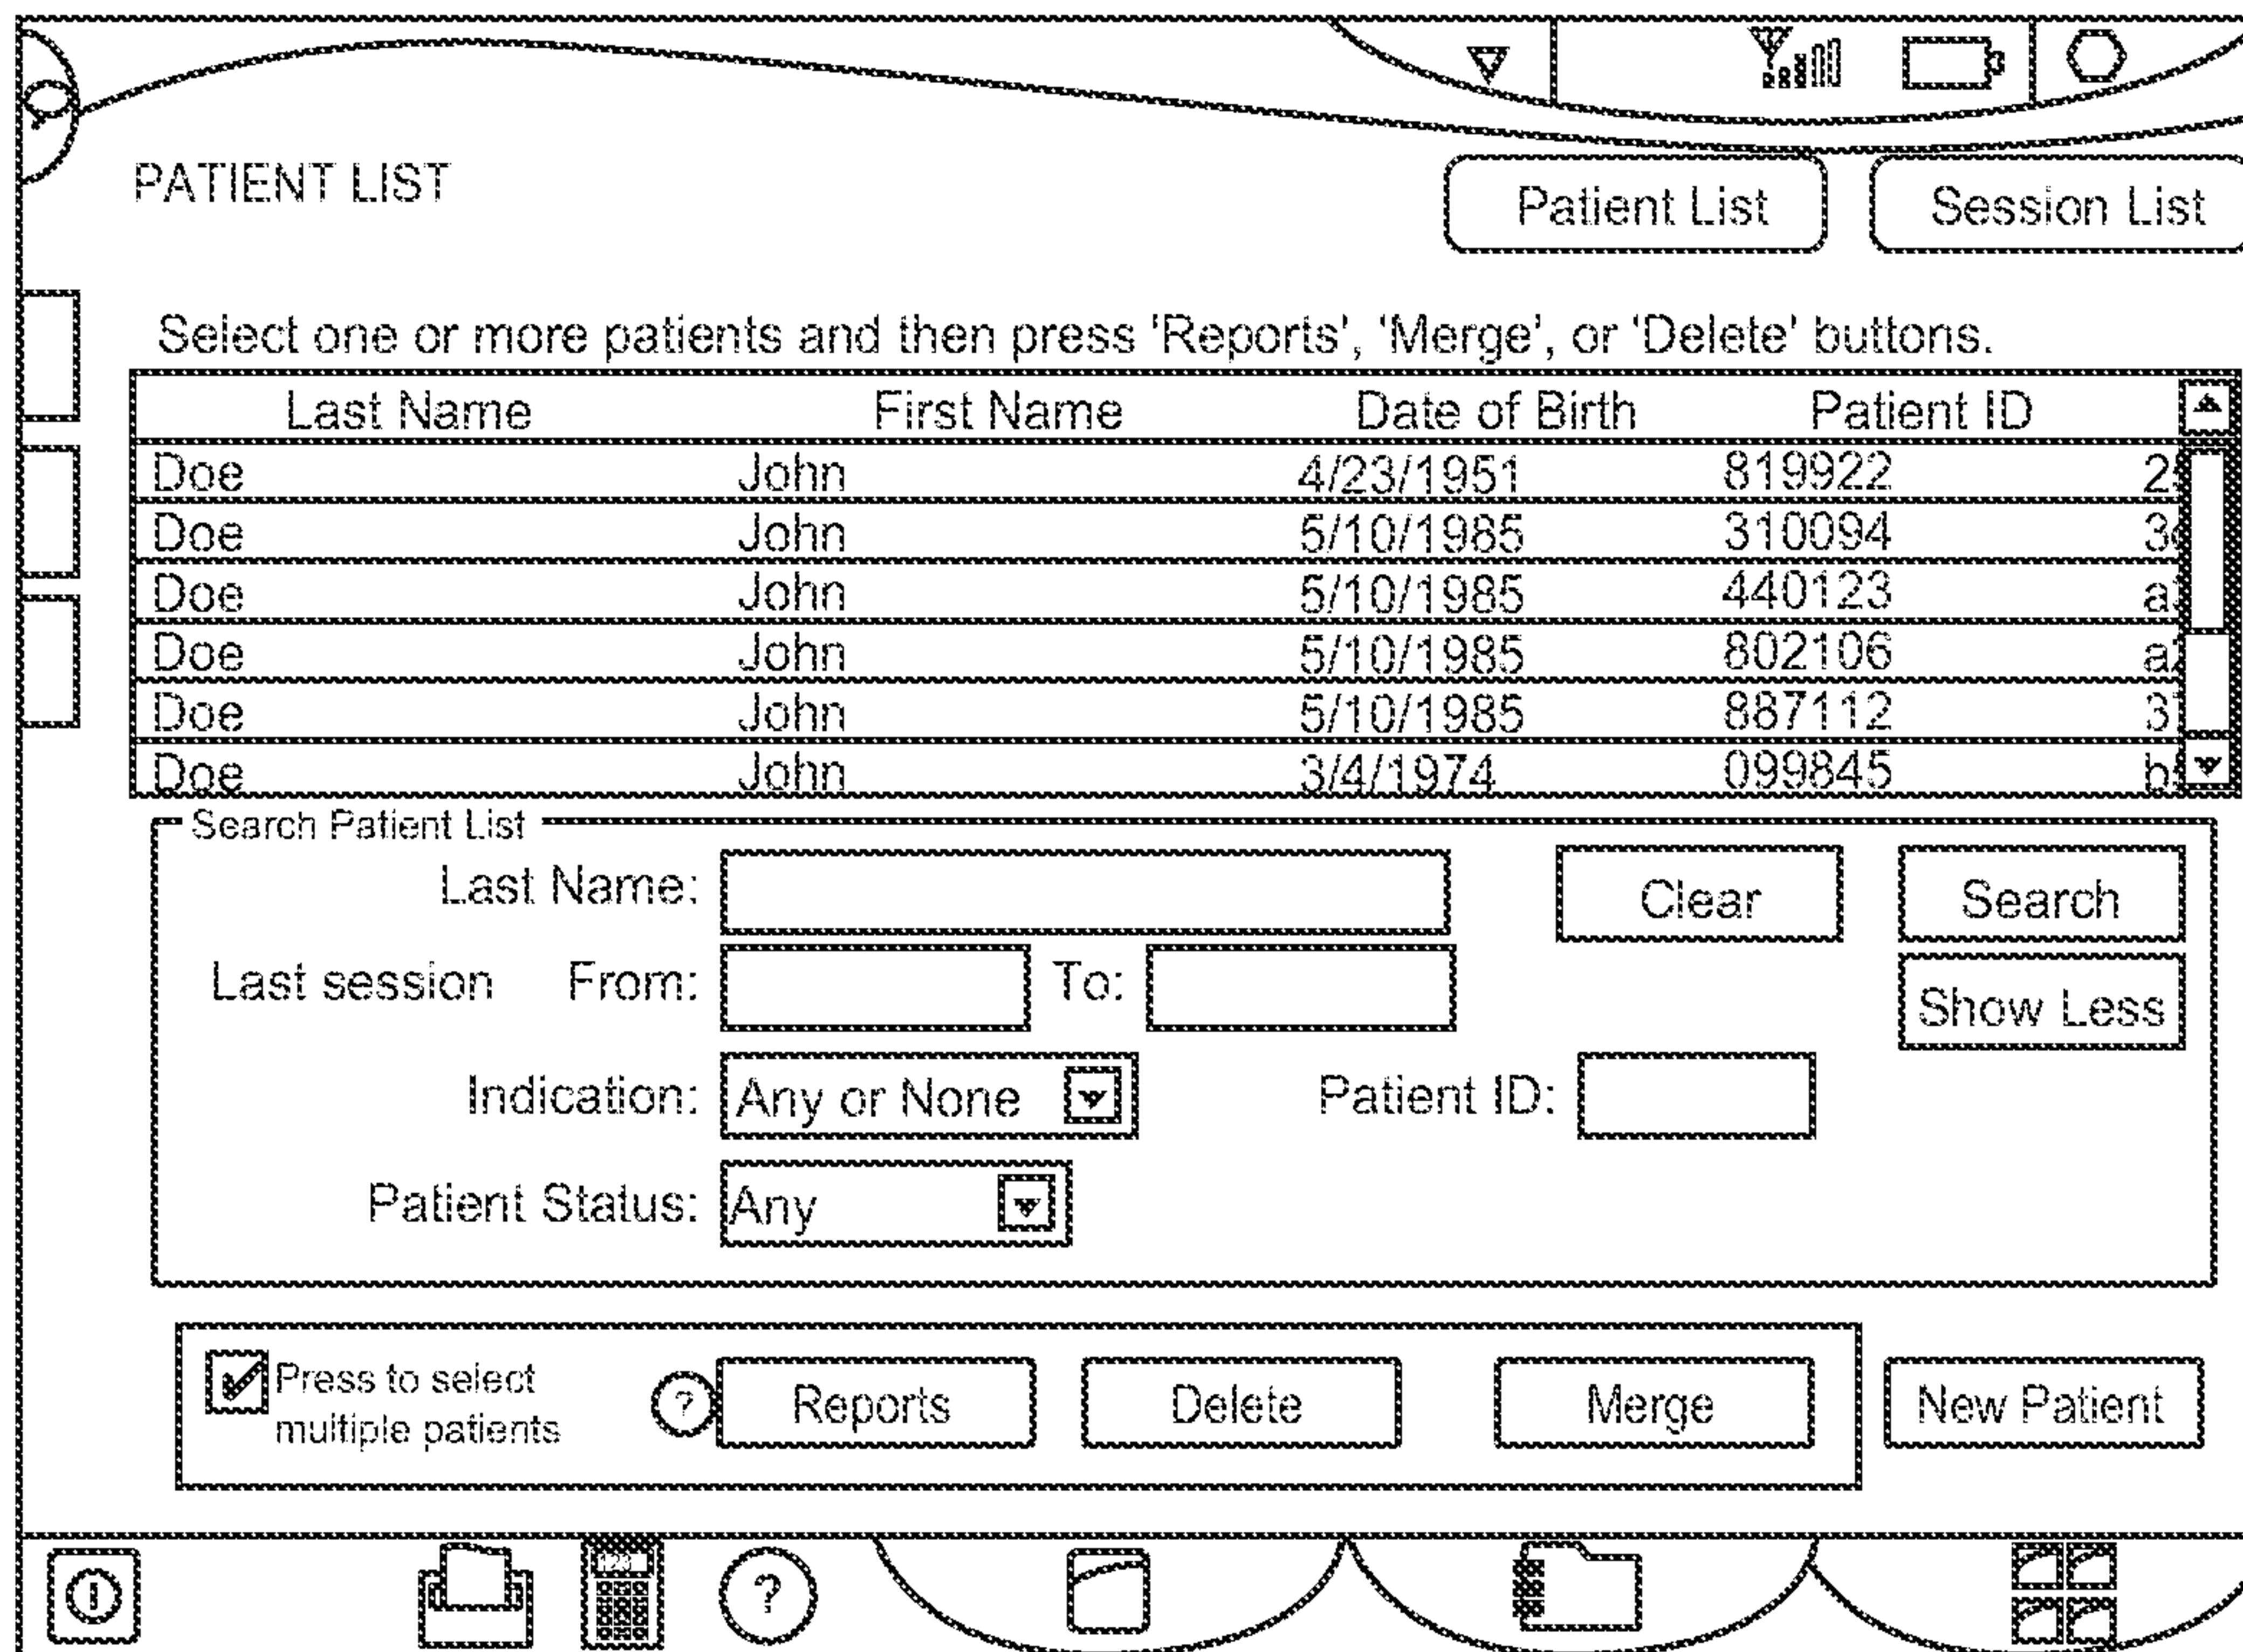 PATIENT LIST
Patient List Session List
Select one or more patients and then press 'Reports', 'Merge', or 'Delete' buttons.
Last Name First Name Date of Birth Patient ID
Doe John 4/23/1951 819922
Doe John 5/10/1985 310094
Doe John 5/10/1985 440123
Doe John 5/10/1985 802106
Doe John 5/10/1985 887112
Doe John 3/4/1974 099845
Search Patient List
Last Name: Clear Search
Last session From: To: Show Less
Indication: Any or None Patient ID:
Patient Status: Any
Press to select
multiple patients
? Reports Delete Merge New Patient
123 ?